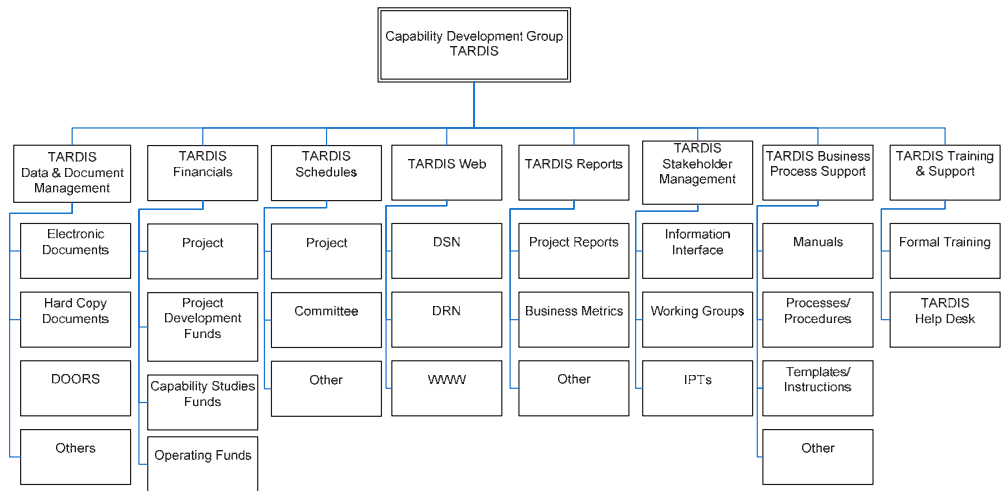 Capability Development Group
TARDIS
TARDIS
Data & Document
Management
TARDIS
Financials
TARDIS
Schedules
TARDIS Web
TARDIS Reports
TARDIS
Stakeholder
Management
TARDIS Business
Process Support
TARDIS Training
& Support
Electronic
Documents
Hard Copy
Documents
DOORS
Others
Project
Project
Development
Funds
Capability Studies
Funds
Operating Funds
Project
Committee
Other
DSN
DRN
WWW
Project Reports
Business Metrics
Other
Information
Interface
Working Groups
IPTs
Manuals
Processes/
Procedures
Templates/
Instructions
Other
Formal Training
TARDIS
Help Desk